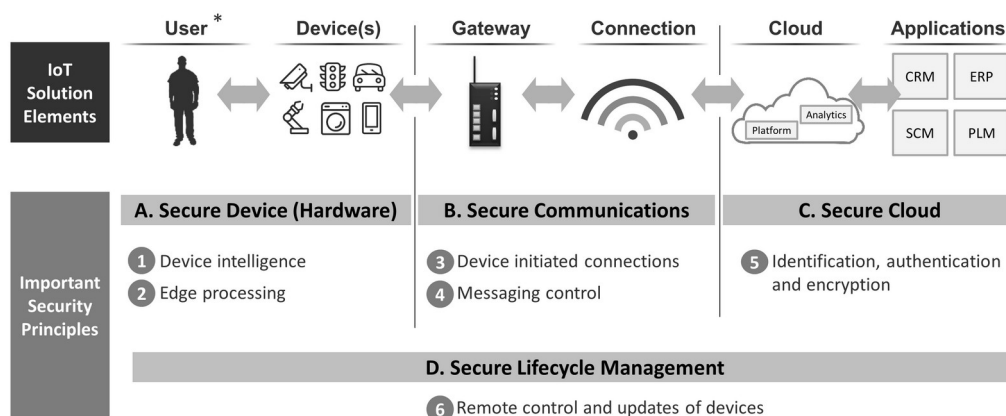 User *
Device(s)
Gateway
Connection
Cloud
Applications
IoT
Solution
Elements
CRM
ERP
Analytics
Platform
SCM
PLM
A. Secure Device (Hardware)
B. Secure Communications
C. Secure Cloud
Important
Security
Principles
1 Device intelligence
2 Edge processing
3 Device initiated connections
4 Messaging control
5 Identification, authentication
and encryption
D. Secure Lifecycle Management
6 Remote control and updates of devices